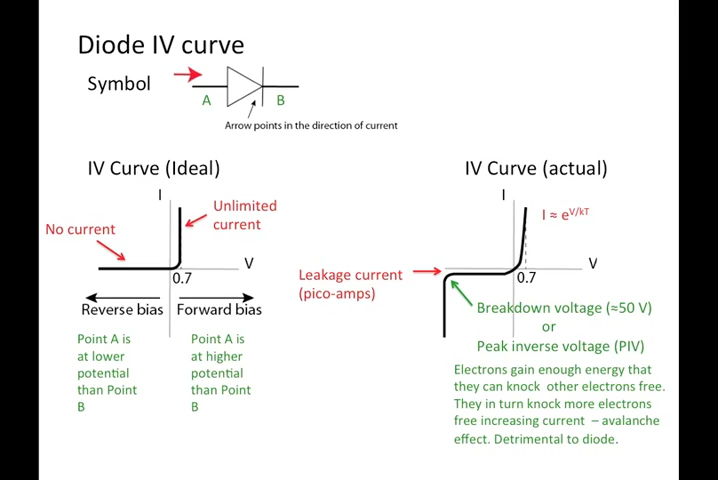 Diode IV curve
Symbol
A
B
Arrow points in the direction of current
IV Curve (Ideal)
I
Unlimited
current
No current
V
0.7
Reverse bias
Forward bias
Point A is
at lower
potential
than Point
B
Point A is
at higher
potential
than Point
B
IV Curve (actual)
I
I ≈ e^V/kT
V
0.7
Leakage current
(pico-amps)
Breakdown voltage (≈50 V)
or
Peak inverse voltage (PIV)
Electrons gain enough energy that
they can knock other electrons free.
They in turn knock more electrons
free increasing current – avalanche
effect. Detrimental to diode.